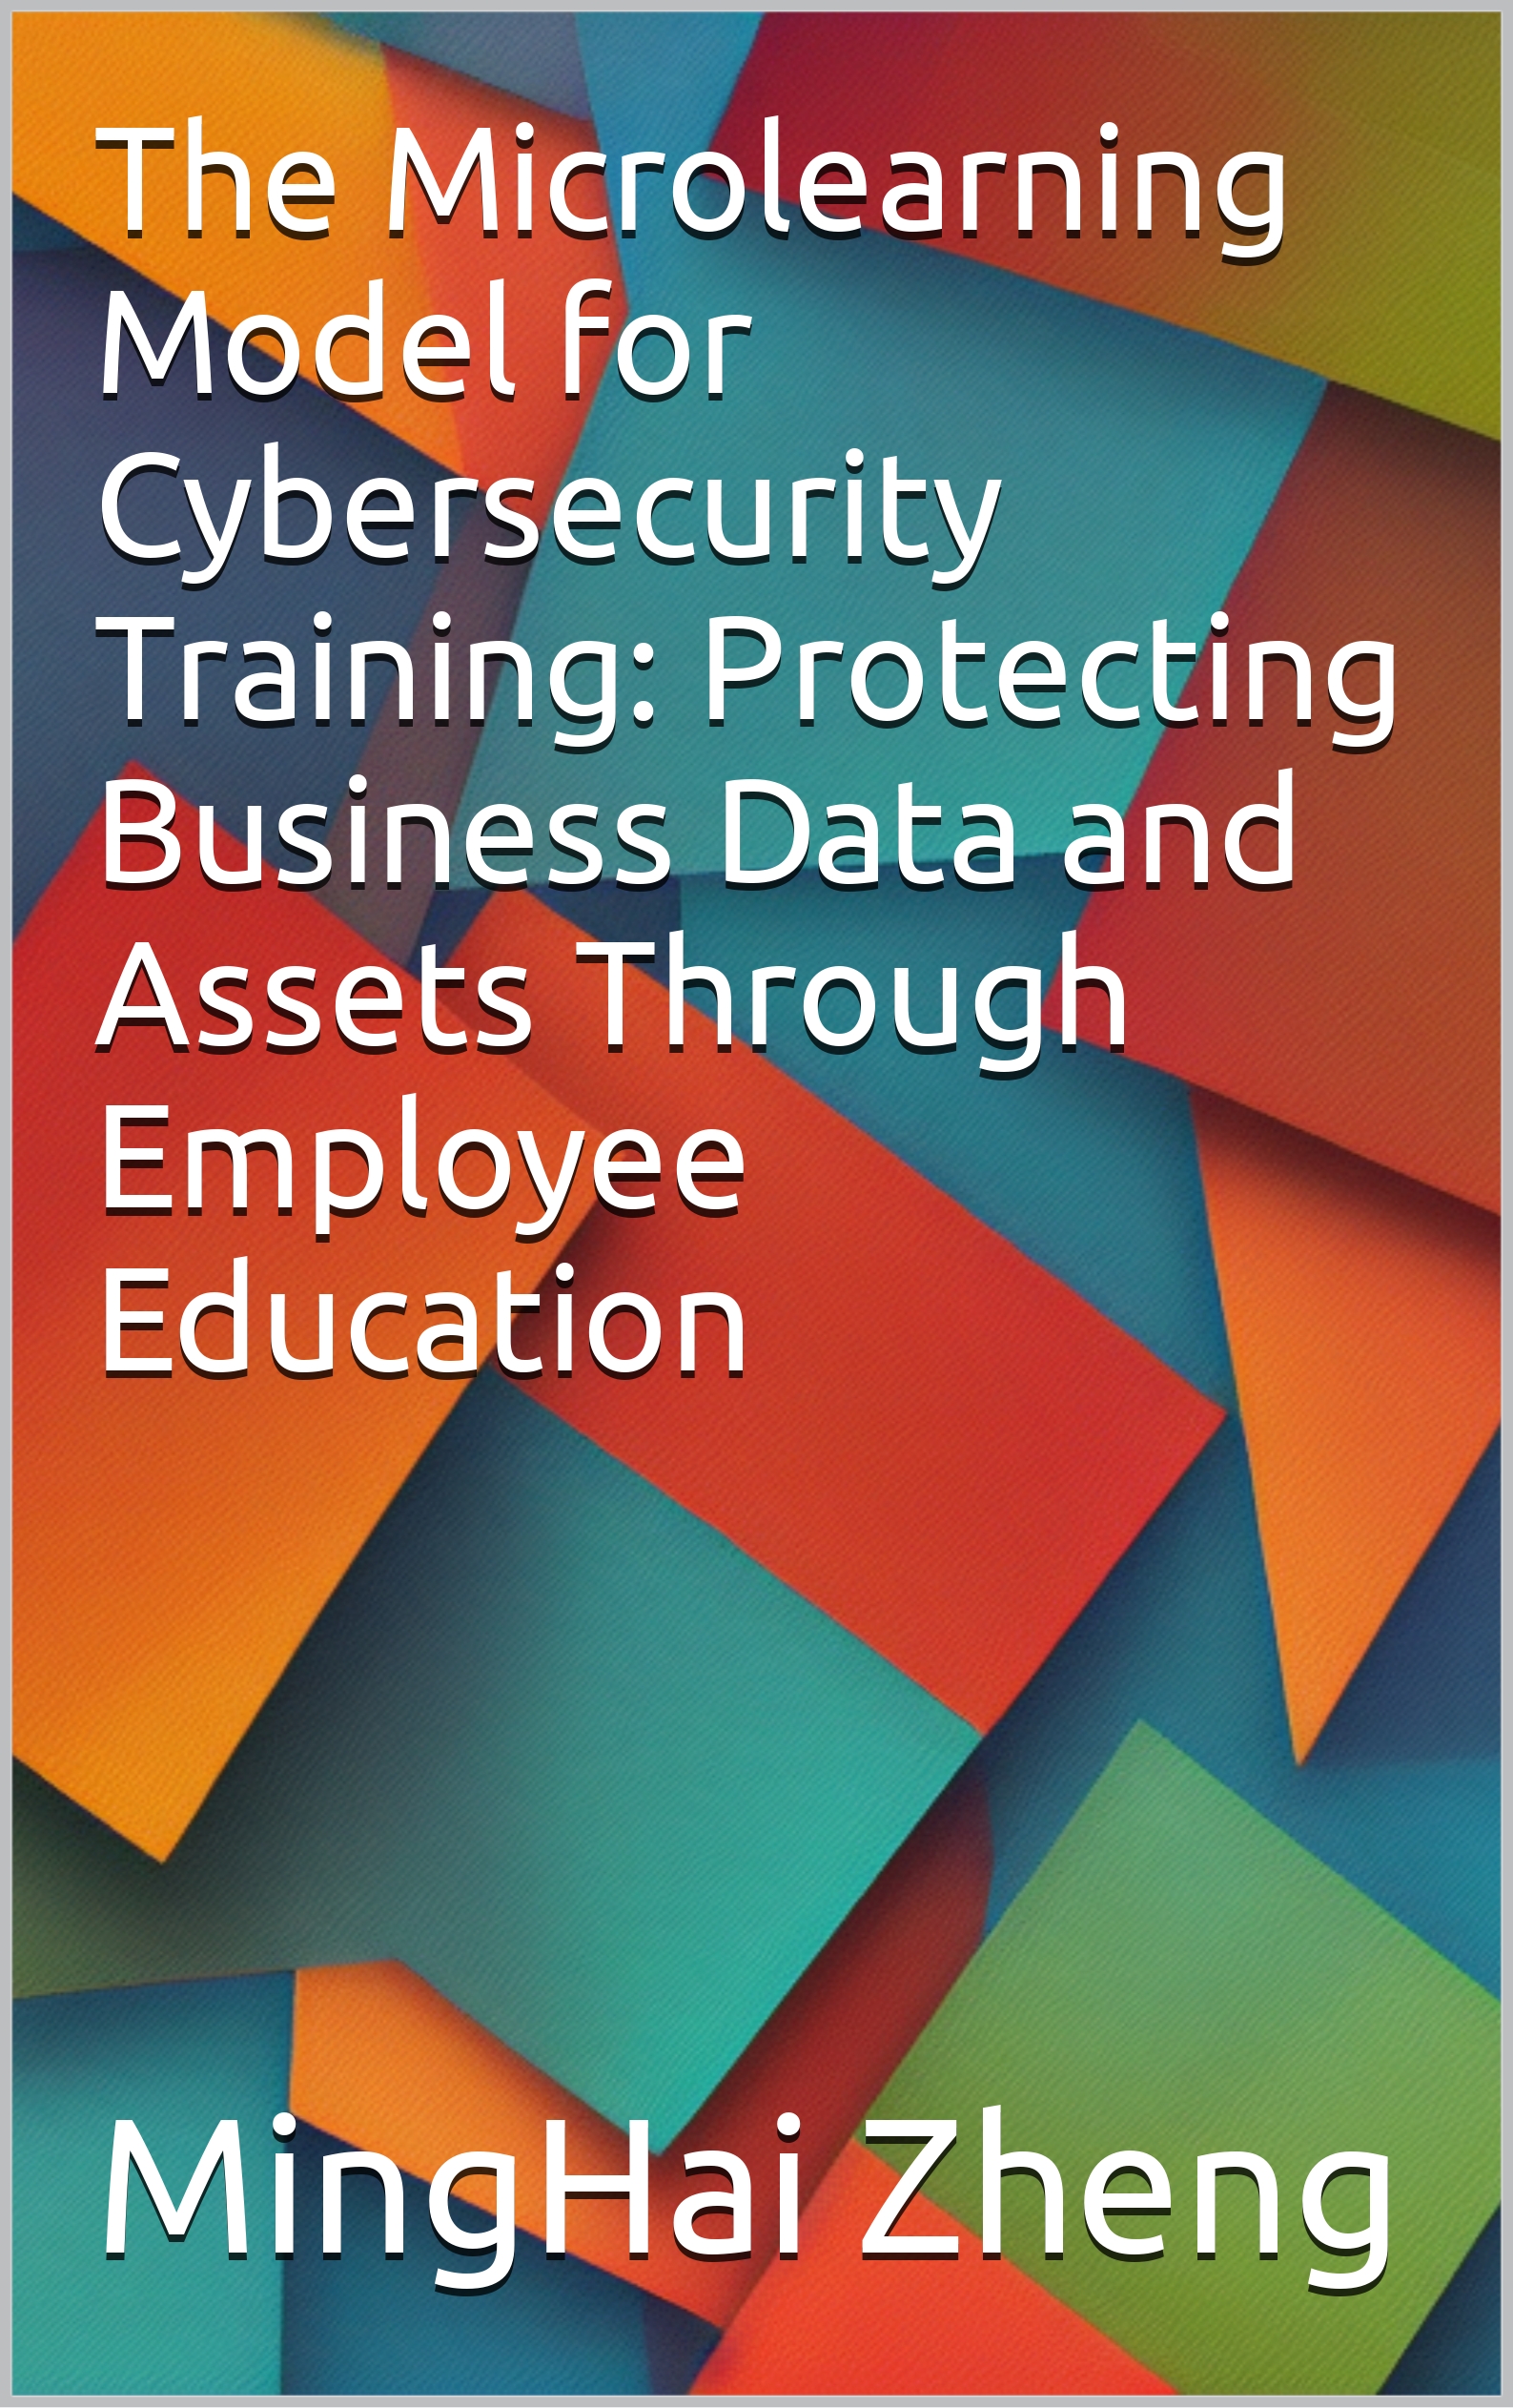 The Microlearning
Model for
Cybersecurity
Training: Protecting
Business Data and
Assets Through
Employee
Education
MingHai Zheng